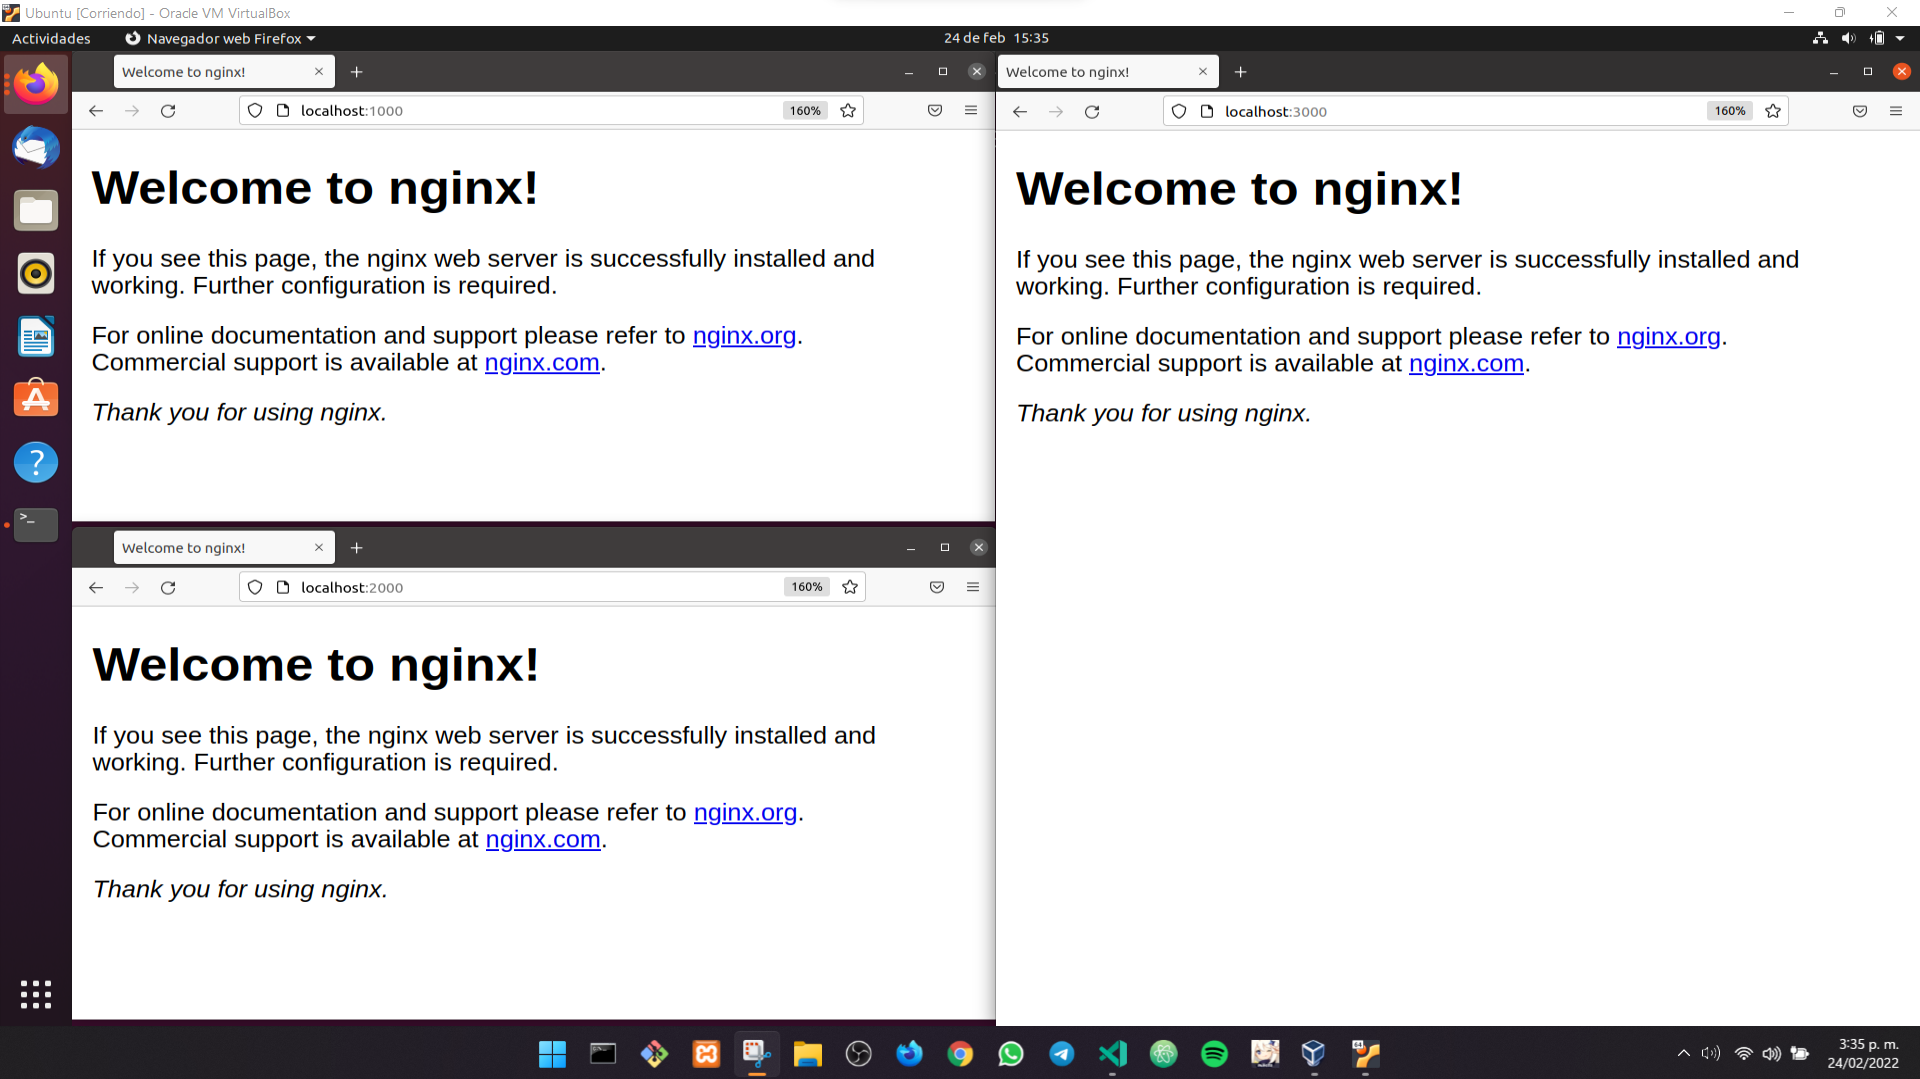 Ubuntu [Corriendo] - Oracle VM VirtualBox
Actividades
Navegador web Firefox
24 de feb 15:35
Welcome to nginx!
localhost:1000
160%
Welcome to nginx!
If you see this page, the nginx web server is successfully installed and
working. Further configuration is required.
For online documentation and support please refer to nginx.org.
Commercial support is available at nginx.com.
Thank you for using nginx.
Welcome to nginx!
localhost:2000
160%
Welcome to nginx!
If you see this page, the nginx web server is successfully installed and
working. Further configuration is required.
For online documentation and support please refer to nginx.org.
Commercial support is available at nginx.com.
Thank you for using nginx.
Welcome to nginx!
localhost:3000
160%
Welcome to nginx!
If you see this page, the nginx web server is successfully installed and
working. Further configuration is required.
For online documentation and support please refer to nginx.org.
Commercial support is available at nginx.com.
Thank you for using nginx.
3:35 p. m.
24/02/2022